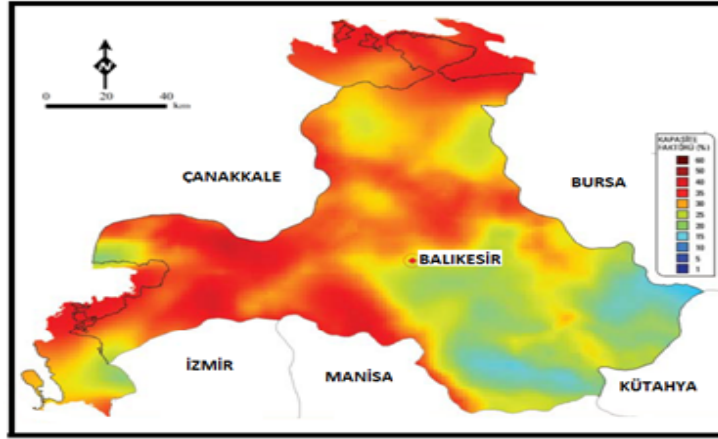 N
0 20 40
km
ÇANAKKALE
BURSA
KAPASİTE
FAKTÖRÜ (%)
60
50
40
35
30
25
20
15
10
5
1
BALIKESİR
İZMİR
MANİSA
KÜTAHYA